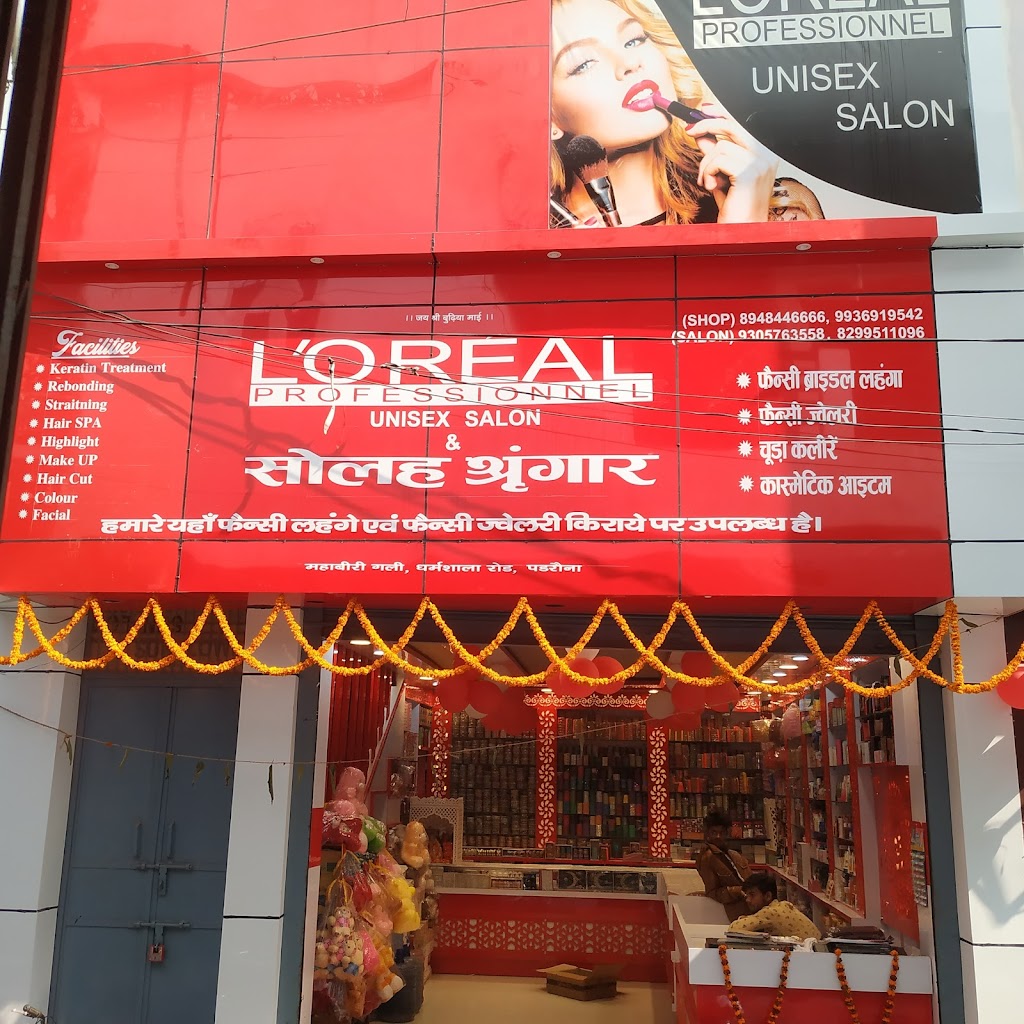 L'ORÉAL
PROFESSIONNEL
UNISEX
SALON
।। जय श्री बुढ़िया माई ।।
(SHOP) 8948446666, 9936919542
(SALON) 9305763558, 8299511096
Facilities
Keratin Treatment
Rebonding
Straitning
Hair SPA
Highlight
Make UP
Hair Cut
Colour
Facial
L'ORÉAL
PROFESSIONNEL
UNISEX SALON
&
सोलह श्रृंगार
फैन्सी ब्राइडल लहंगा
फैन्सी ज्वेलरी
चूड़ा कलीरें
कास्मेटिक आइटम
हमारे यहाँ फैन्सी लहंगे एवं फैन्सी ज्वेलरी किराये पर उपलब्ध है।
महाबीरी गली, धर्मशाला रोड, पडरौना